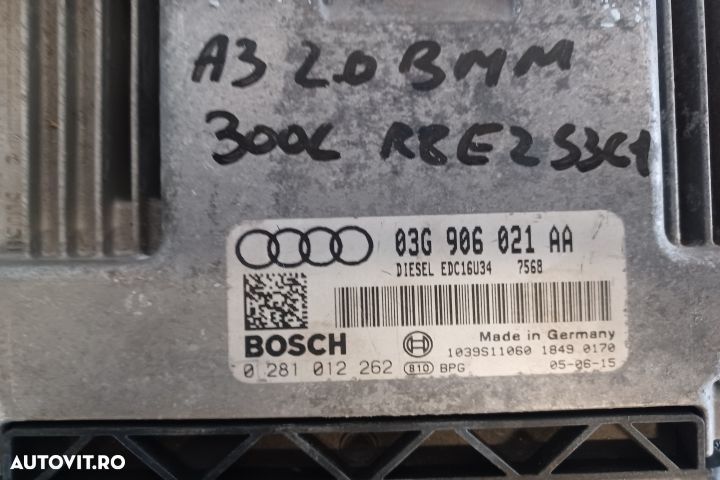 A3 2.0 BMM
300L
03G 906 021 AA
DIESEL EDC16U34 7568
BOSCH
Made in Germany
1039S11060 1849 0170
0 281 012 262 810 BPG 05-06-15
AUTOVIT.RO